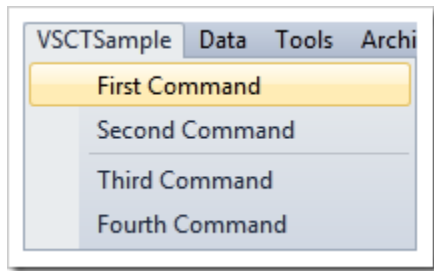 VSCTSample Data Tools Archi
First Command
Second Command
Third Command
Fourth Command